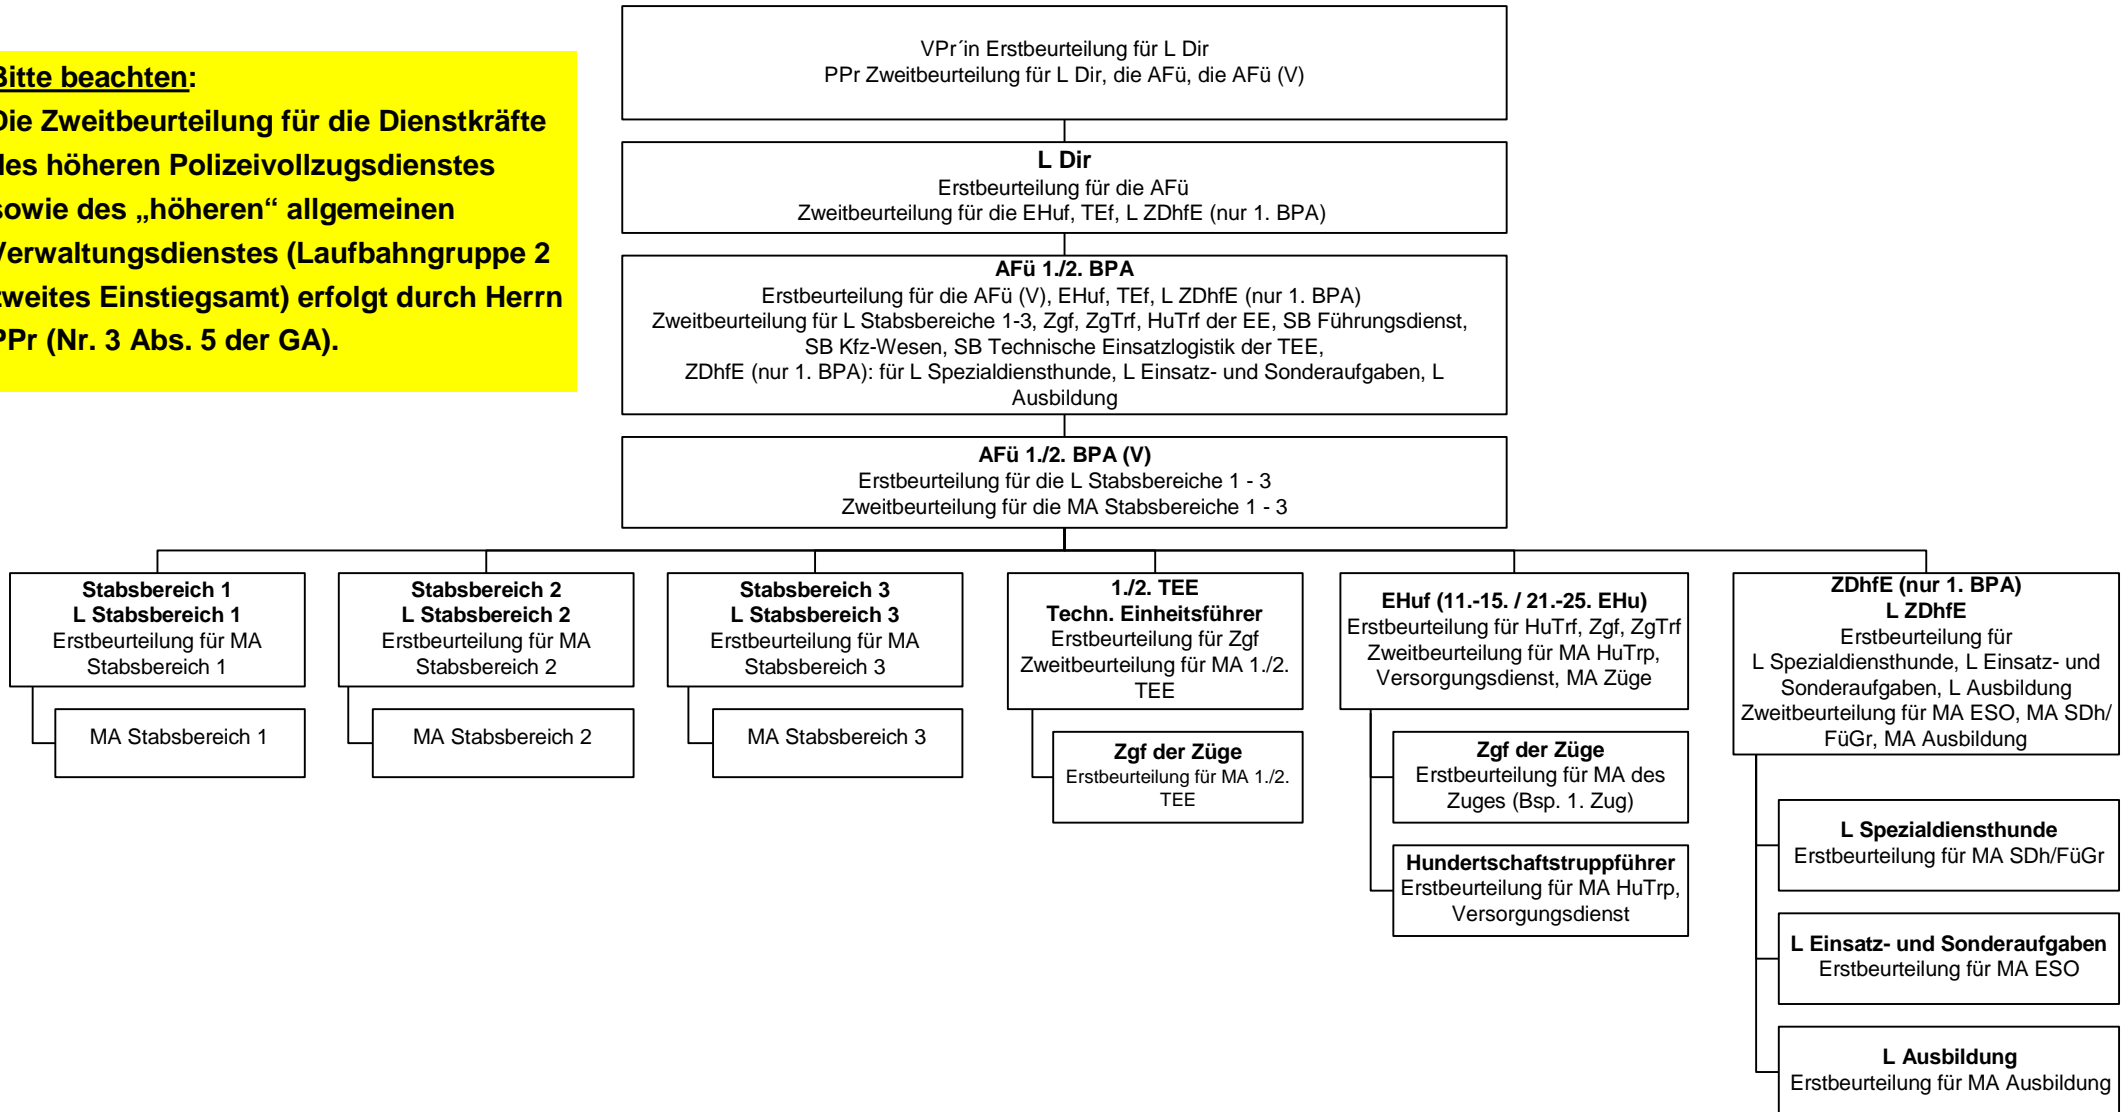 VPr´in Erstbeurteilung für L Dir
PPr Zweitbeurteilung für L Dir, die AFü, die AFü (V)
beachten:
Die Zweitbeurteilung für die Dienstkräfte
des höheren Polizeivollzugsdienstes
sowie des „höheren“ allgemeinen
Verwaltungsdienstes (Laufbahngruppe 2
zweites Einstiegsamt) erfolgt durch Herrn
PPr (Nr. 3 Abs. 5 der GA).
L Dir
Erstbeurteilung für die AFü
Zweitbeurteilung für die EHuf, TEf, L ZDhfE (nur 1. BPA)
AFü 1./2. BPA
Erstbeurteilung für die AFü (V), EHuf, TEf, L ZDhfE (nur 1. BPA)
Zweitbeurteilung für L Stabsbereiche 1-3, Zgf, ZgTrf, HuTrf der EE, SB Führungsdienst,
SB Kfz-Wesen, SB Technische Einsatzlogistik der TEE,
ZDhfE (nur 1. BPA): für L Spezialdiensthunde, L Einsatz- und Sonderaufgaben, L
Ausbildung
AFü 1./2. BPA (V)
Erstbeurteilung für die L Stabsbereiche 1 - 3
Zweitbeurteilung für die MA Stabsbereiche 1 - 3
Stabsbereich 1
L Stabsbereich 1
Erstbeurteilung für MA
Stabsbereich 1
MA Stabsbereich 1
Stabsbereich 2
L Stabsbereich 2
Erstbeurteilung für MA
Stabsbereich 2
MA Stabsbereich 2
Stabsbereich 3
L Stabsbereich 3
Erstbeurteilung für MA
Stabsbereich 3
MA Stabsbereich 3
1./2. TEE
Techn. Einheitsführer
Erstbeurteilung für Zgf
Zweitbeurteilung für MA 1./2.
TEE
Zgf der Züge
Erstbeurteilung für MA 1./2.
TEE
EHuf (11.-15. / 21.-25. EHu)
Erstbeurteilung für HuTrf, Zgf, ZgTrf
Zweitbeurteilung für MA HuTrp,
Versorgungsdienst, MA Züge
Zgf der Züge
Erstbeurteilung für MA des
Zuges (Bsp. 1. Zug)
Hundertschaftstruppführer
Erstbeurteilung für MA HuTrp,
Versorgungsdienst
ZDhfE (nur 1. BPA)
L ZDhfE
Erstbeurteilung für
L Spezialdiensthunde, L Einsatz- und
Sonderaufgaben, L Ausbildung
Zweitbeurteilung für MA ESO, MA SDh/
FüGr, MA Ausbildung
L Spezialdiensthunde
Erstbeurteilung für MA SDh/FüGr
L Einsatz- und Sonderaufgaben
Erstbeurteilung für MA ESO
L Ausbildung
Erstbeurteilung für MA Ausbildung